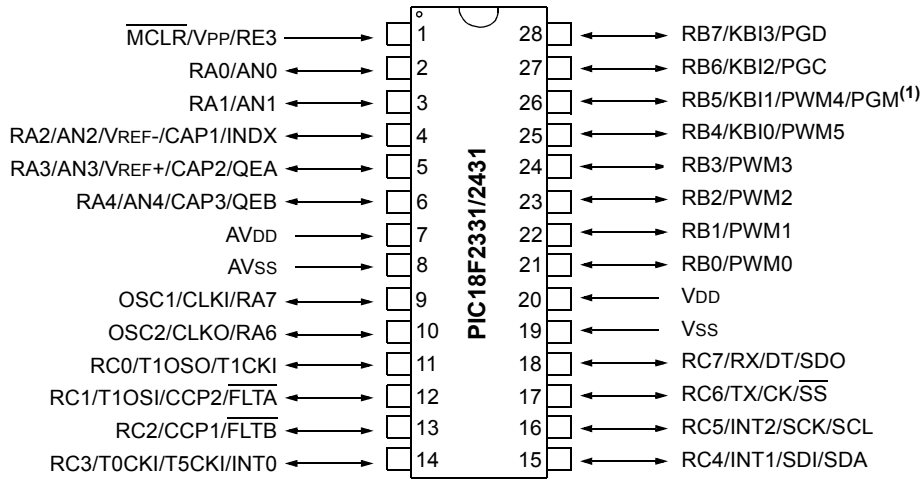 MCLR/VPP/RE3 1 28 RB7/KBI3/PGD
RA0/AN0 2 27 RB6/KBI2/PGC
RA1/AN1 3 26 RB5/KBI1/PWM4/PGM(1)
RA2/AN2/VREF-/CAP1/INDX 4 25 RB4/KBI0/PWM5
RA3/AN3/VREF+/CAP2/QEA 5 24 RB3/PWM3
RA4/AN4/CAP3/QEB 6 23 RB2/PWM2
AVDD 7 22 RB1/PWM1
AVSS 8 21 RB0/PWM0
OSC1/CLKI/RA7 9 20 VDD
OSC2/CLKO/RA6 10 19 VSS
RC0/T1OSO/T1CKI 11 18 RC7/RX/DT/SDO
RC1/T1OSI/CCP2/FLTA 12 17 RC6/TX/CK/SS
RC2/CCP1/FLTB 13 16 RC5/INT2/SCK/SCL
RC3/T0CKI/T5CKI/INT0 14 15 RC4/INT1/SDI/SDA
PIC18F2331/2431